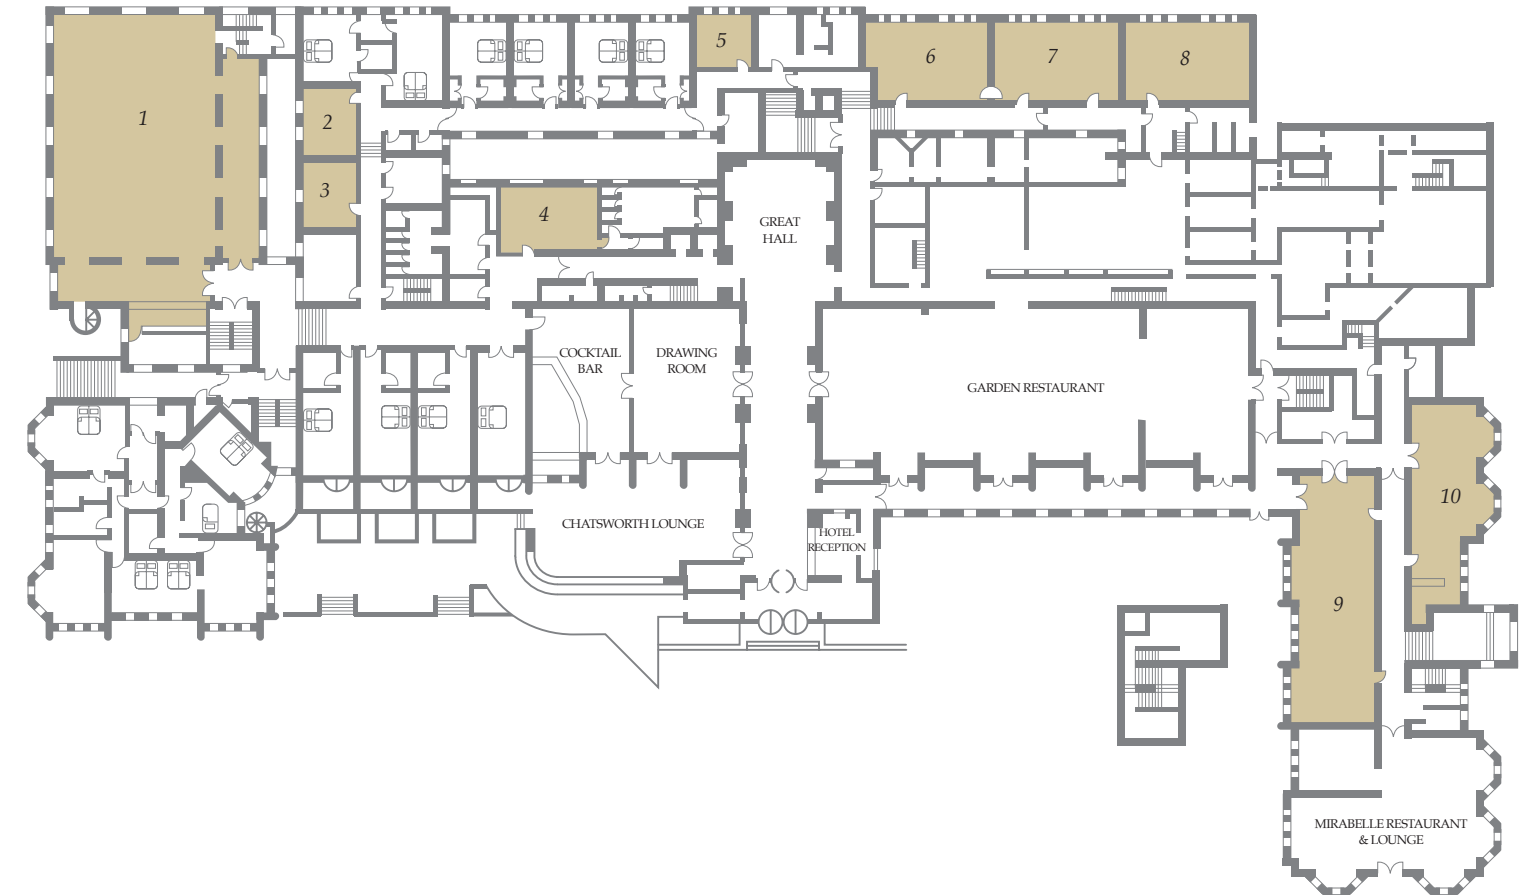 1
2
3
4
5
6
7
8
GREAT
HALL
COCKTAIL
BAR
DRAWING
ROOM
GARDEN RESTAURANT
CHATSWORTH LOUNGE
HOTEL
RECEPTION
10
9
MIRABELLE RESTAURANT
& LOUNGE